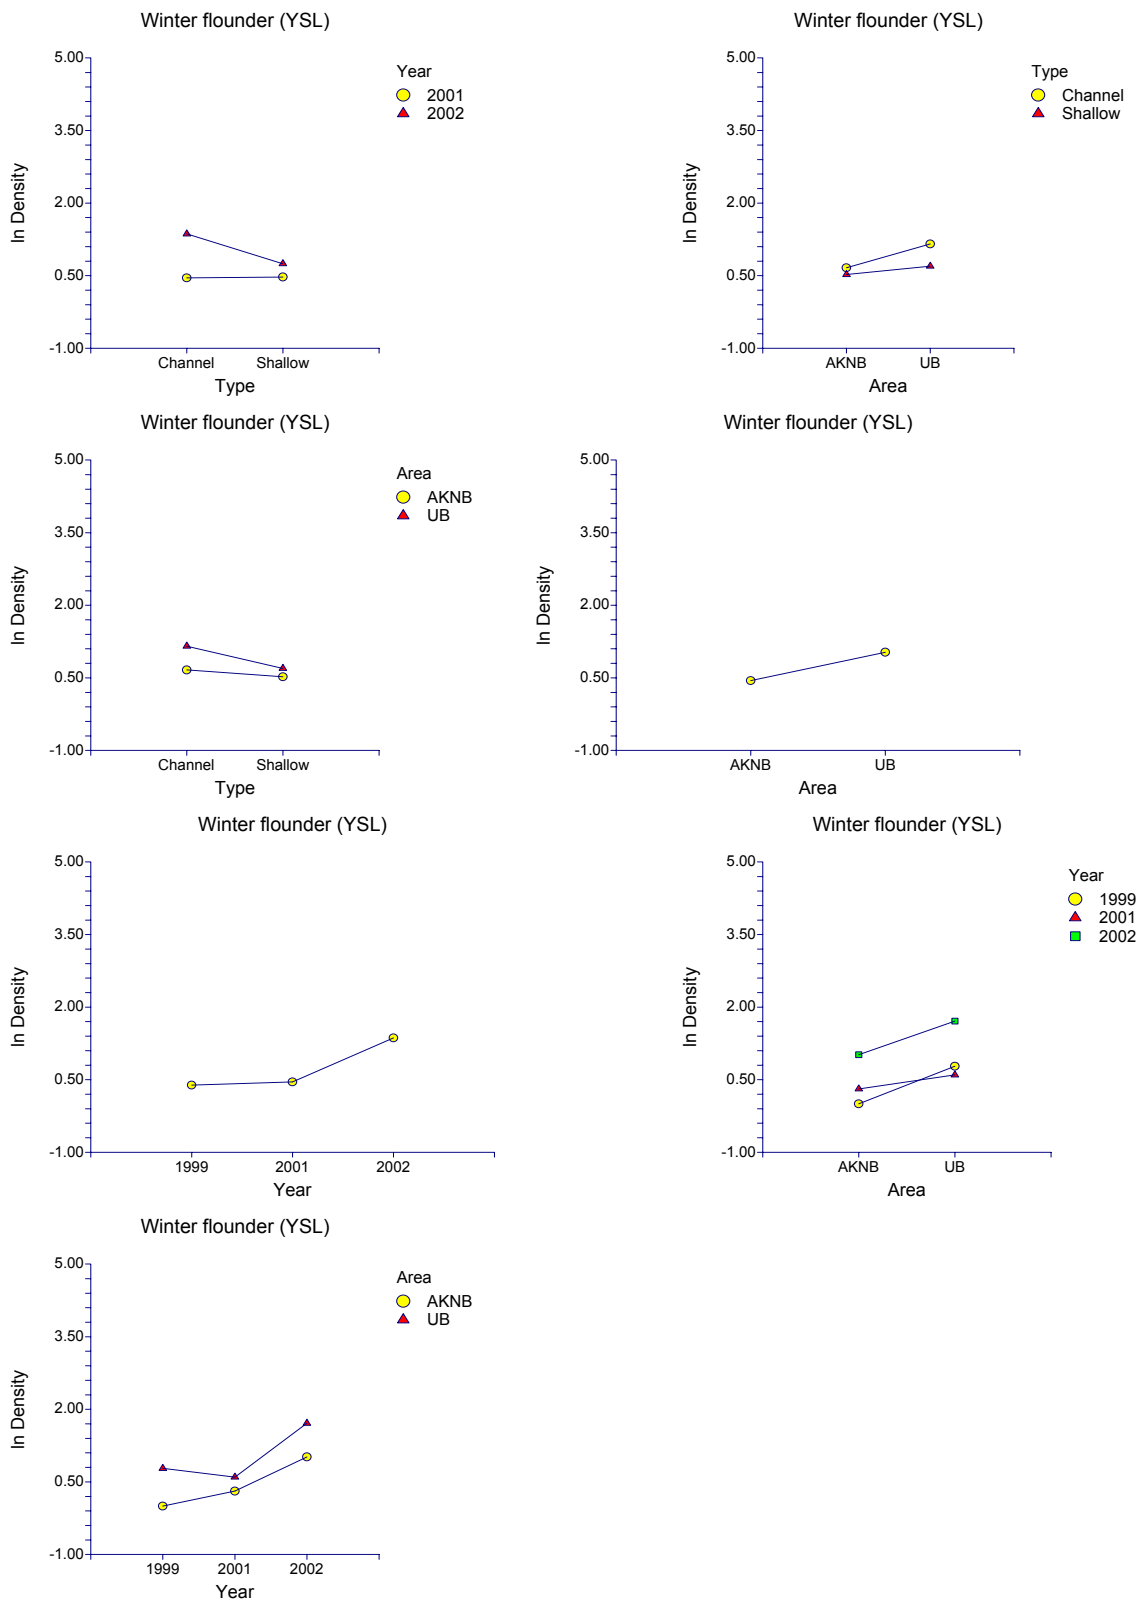 Winter flounder (YSL)
5.00
3.50
2.00
0.50
-1.00
ln Density
Channel Shallow
Type
Year
2001
2002
Winter flounder (YSL)
5.00
3.50
2.00
0.50
-1.00
ln Density
AKNB UB
Area
Type
Channel
Shallow
Winter flounder (YSL)
5.00
3.50
2.00
0.50
-1.00
ln Density
Channel Shallow
Type
Area
AKNB
UB
Winter flounder (YSL)
5.00
3.50
2.00
0.50
-1.00
ln Density
AKNB UB
Area
Winter flounder (YSL)
5.00
3.50
2.00
0.50
-1.00
ln Density
1999 2001 2002
Year
Winter flounder (YSL)
5.00
3.50
2.00
0.50
-1.00
ln Density
AKNB UB
Area
Year
1999
2001
2002
Winter flounder (YSL)
5.00
3.50
2.00
0.50
-1.00
ln Density
1999 2001 2002
Year
Area
AKNB
UB